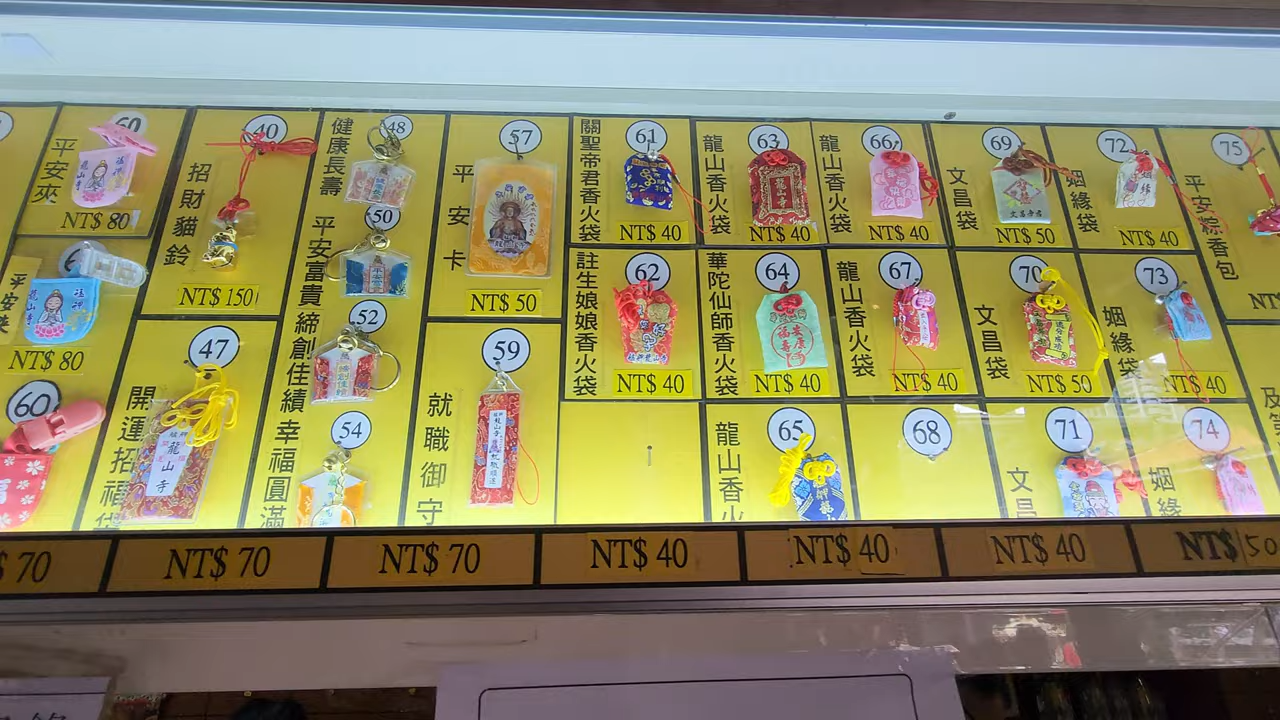 60
平安夾
NT$ 80
NT$ 80
60
40
招財貓鈴
NT$ 150
47
開運招福袋
48
健康長壽
50
平安富貴
52
締創佳績
54
幸福圓滿
57
平安卡
NT$ 50
59
就職御守
61
關聖帝君香火袋
NT$ 40
62
註生娘娘香火袋
NT$ 40
63
龍山香火袋
NT$ 40
64
華陀仙師香火袋
NT$ 40
65
龍山香火
66
龍山香火袋
NT$ 40
67
龍山香火袋
NT$ 40
68
69
文昌袋
NT$ 50
70
文昌袋
NT$ 50
71
文昌
72
姻緣袋
NT$ 40
73
姻緣袋
NT$ 40
74
姻緣
75
平安粽香包
NT$
$ 70
NT$ 70
NT$ 70
NT$ 40
NT$ 40
NT$ 40
NT$ 50